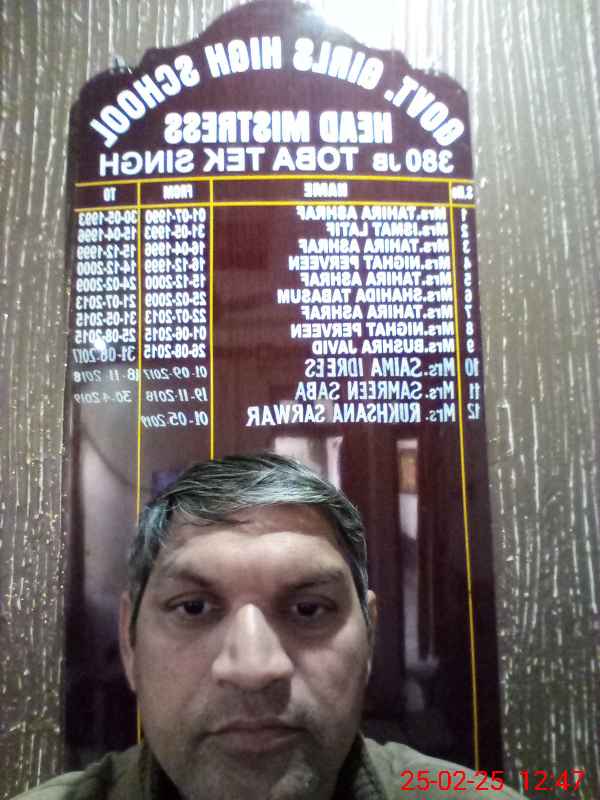 GOVT. GIRLS HIGH SCHOOL
HEAD MISTRESS
380 JB TOBA TEK SINGH
S.No NAME FROM TO
1 Mrs.TAHIRA ASHRAF 01-07-1990 30-05-1993
2 Mrs.ISMAT LATIF 31-05-1993 15-04-1996
3 Mrs.TAHIRA ASHRAF 16-04-1996 15-12-1999
4 Mrs.NIGHAT PERVEEN 16-12-1999 14-12-2000
5 Mrs.TAHIRA ASHRAF 15-12-2000 24-02-2009
6 Mrs.SHAHIDA TABASUM 25-02-2009 21-07-2013
7 Mrs.TAHIRA ASHRAF 22-07-2013 31-05-2015
8 Mrs.NIGHAT PERVEEN 01-06-2015 25-08-2015
9 Mrs.BUSHRA JAVID 26-08-2015 31-08-2017
10 Mrs. SAIMA IDREES 01-09-2017 18-11-2018
11 Mrs. SAMREEN SABA 19-11-2018 30-4-2019
12 Mrs. RUKHSANA SARWAR 01-05-2019
25-02-25 12:47